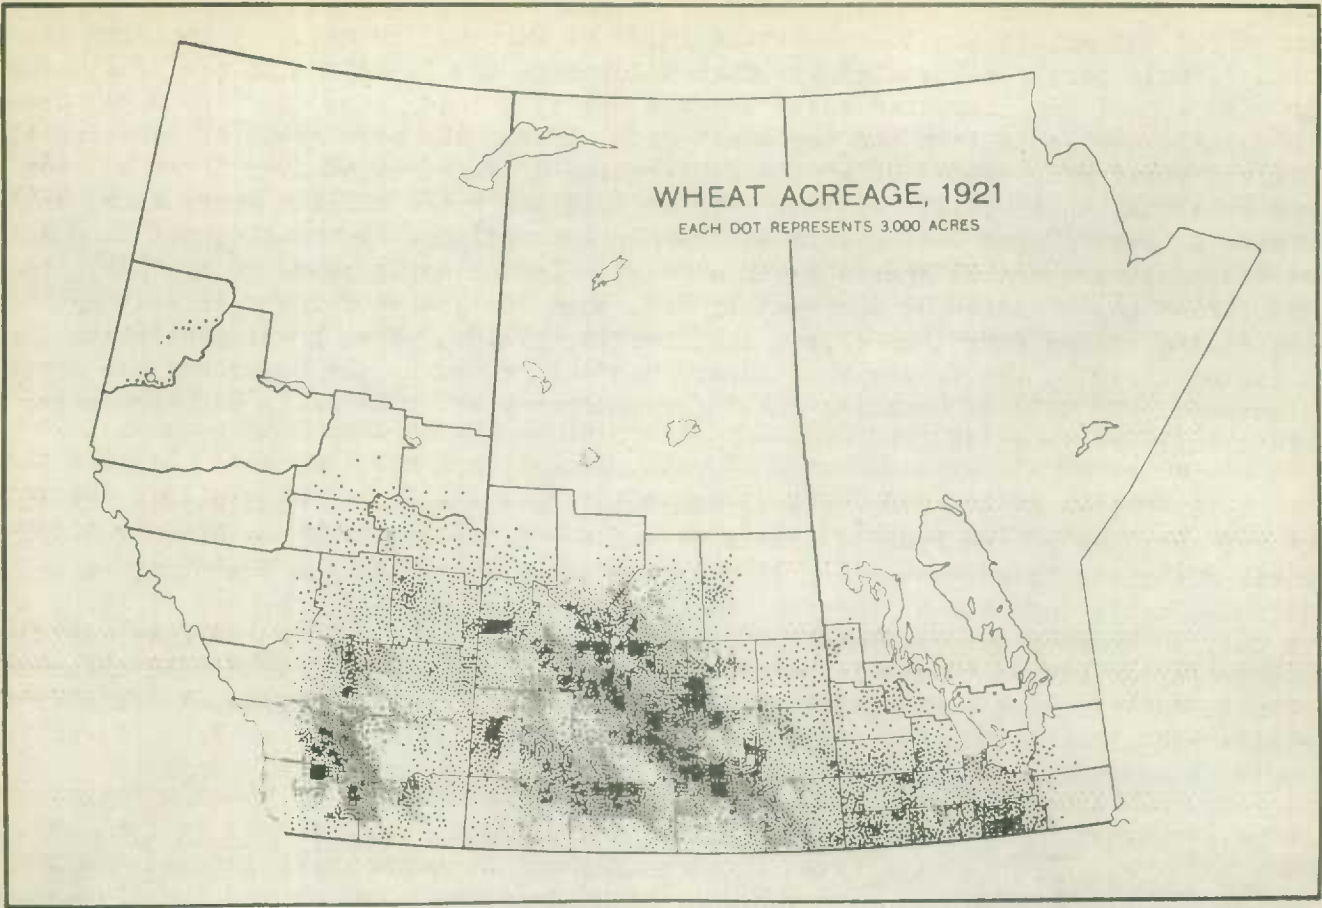 WHEAT ACREAGE, 1921
EACH DOT REPRESENTS 3,000 ACRES